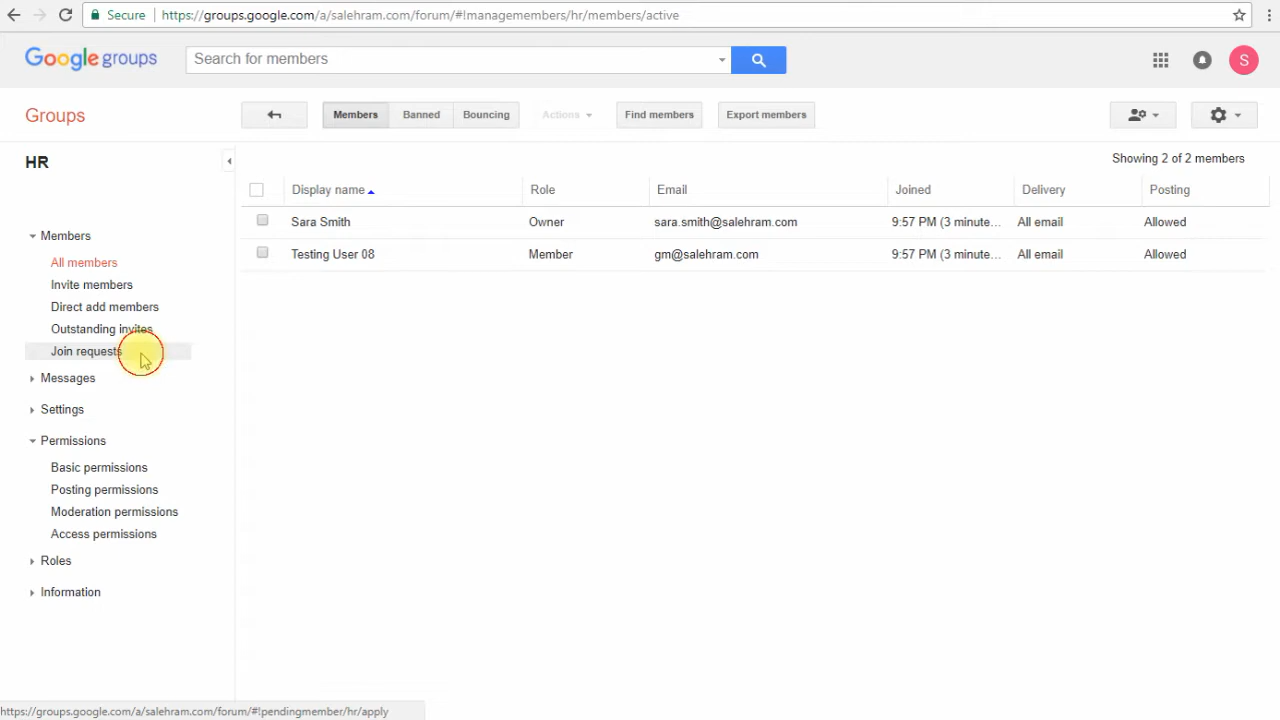 Secure https://groups.google.com/a/salehram.com/forum/#!managemembers/hr/members/active
Google groups Search for members S
Groups Members Banned Bouncing Actions Find members Export members
HR Showing 2 of 2 members
Display name Role Email Joined Delivery Posting
Sara Smith Owner sara.smith@salehram.com 9:57 PM (3 minute... All email Allowed
Testing User 08 Member gm@salehram.com 9:57 PM (3 minute... All email Allowed
Members
All members
Invite members
Direct add members
Outstanding invites
Join requests
Messages
Settings
Permissions
Basic permissions
Posting permissions
Moderation permissions
Access permissions
Roles
Information
https://groups.google.com/a/salehram.com/forum/#!pendingmember/hr/apply